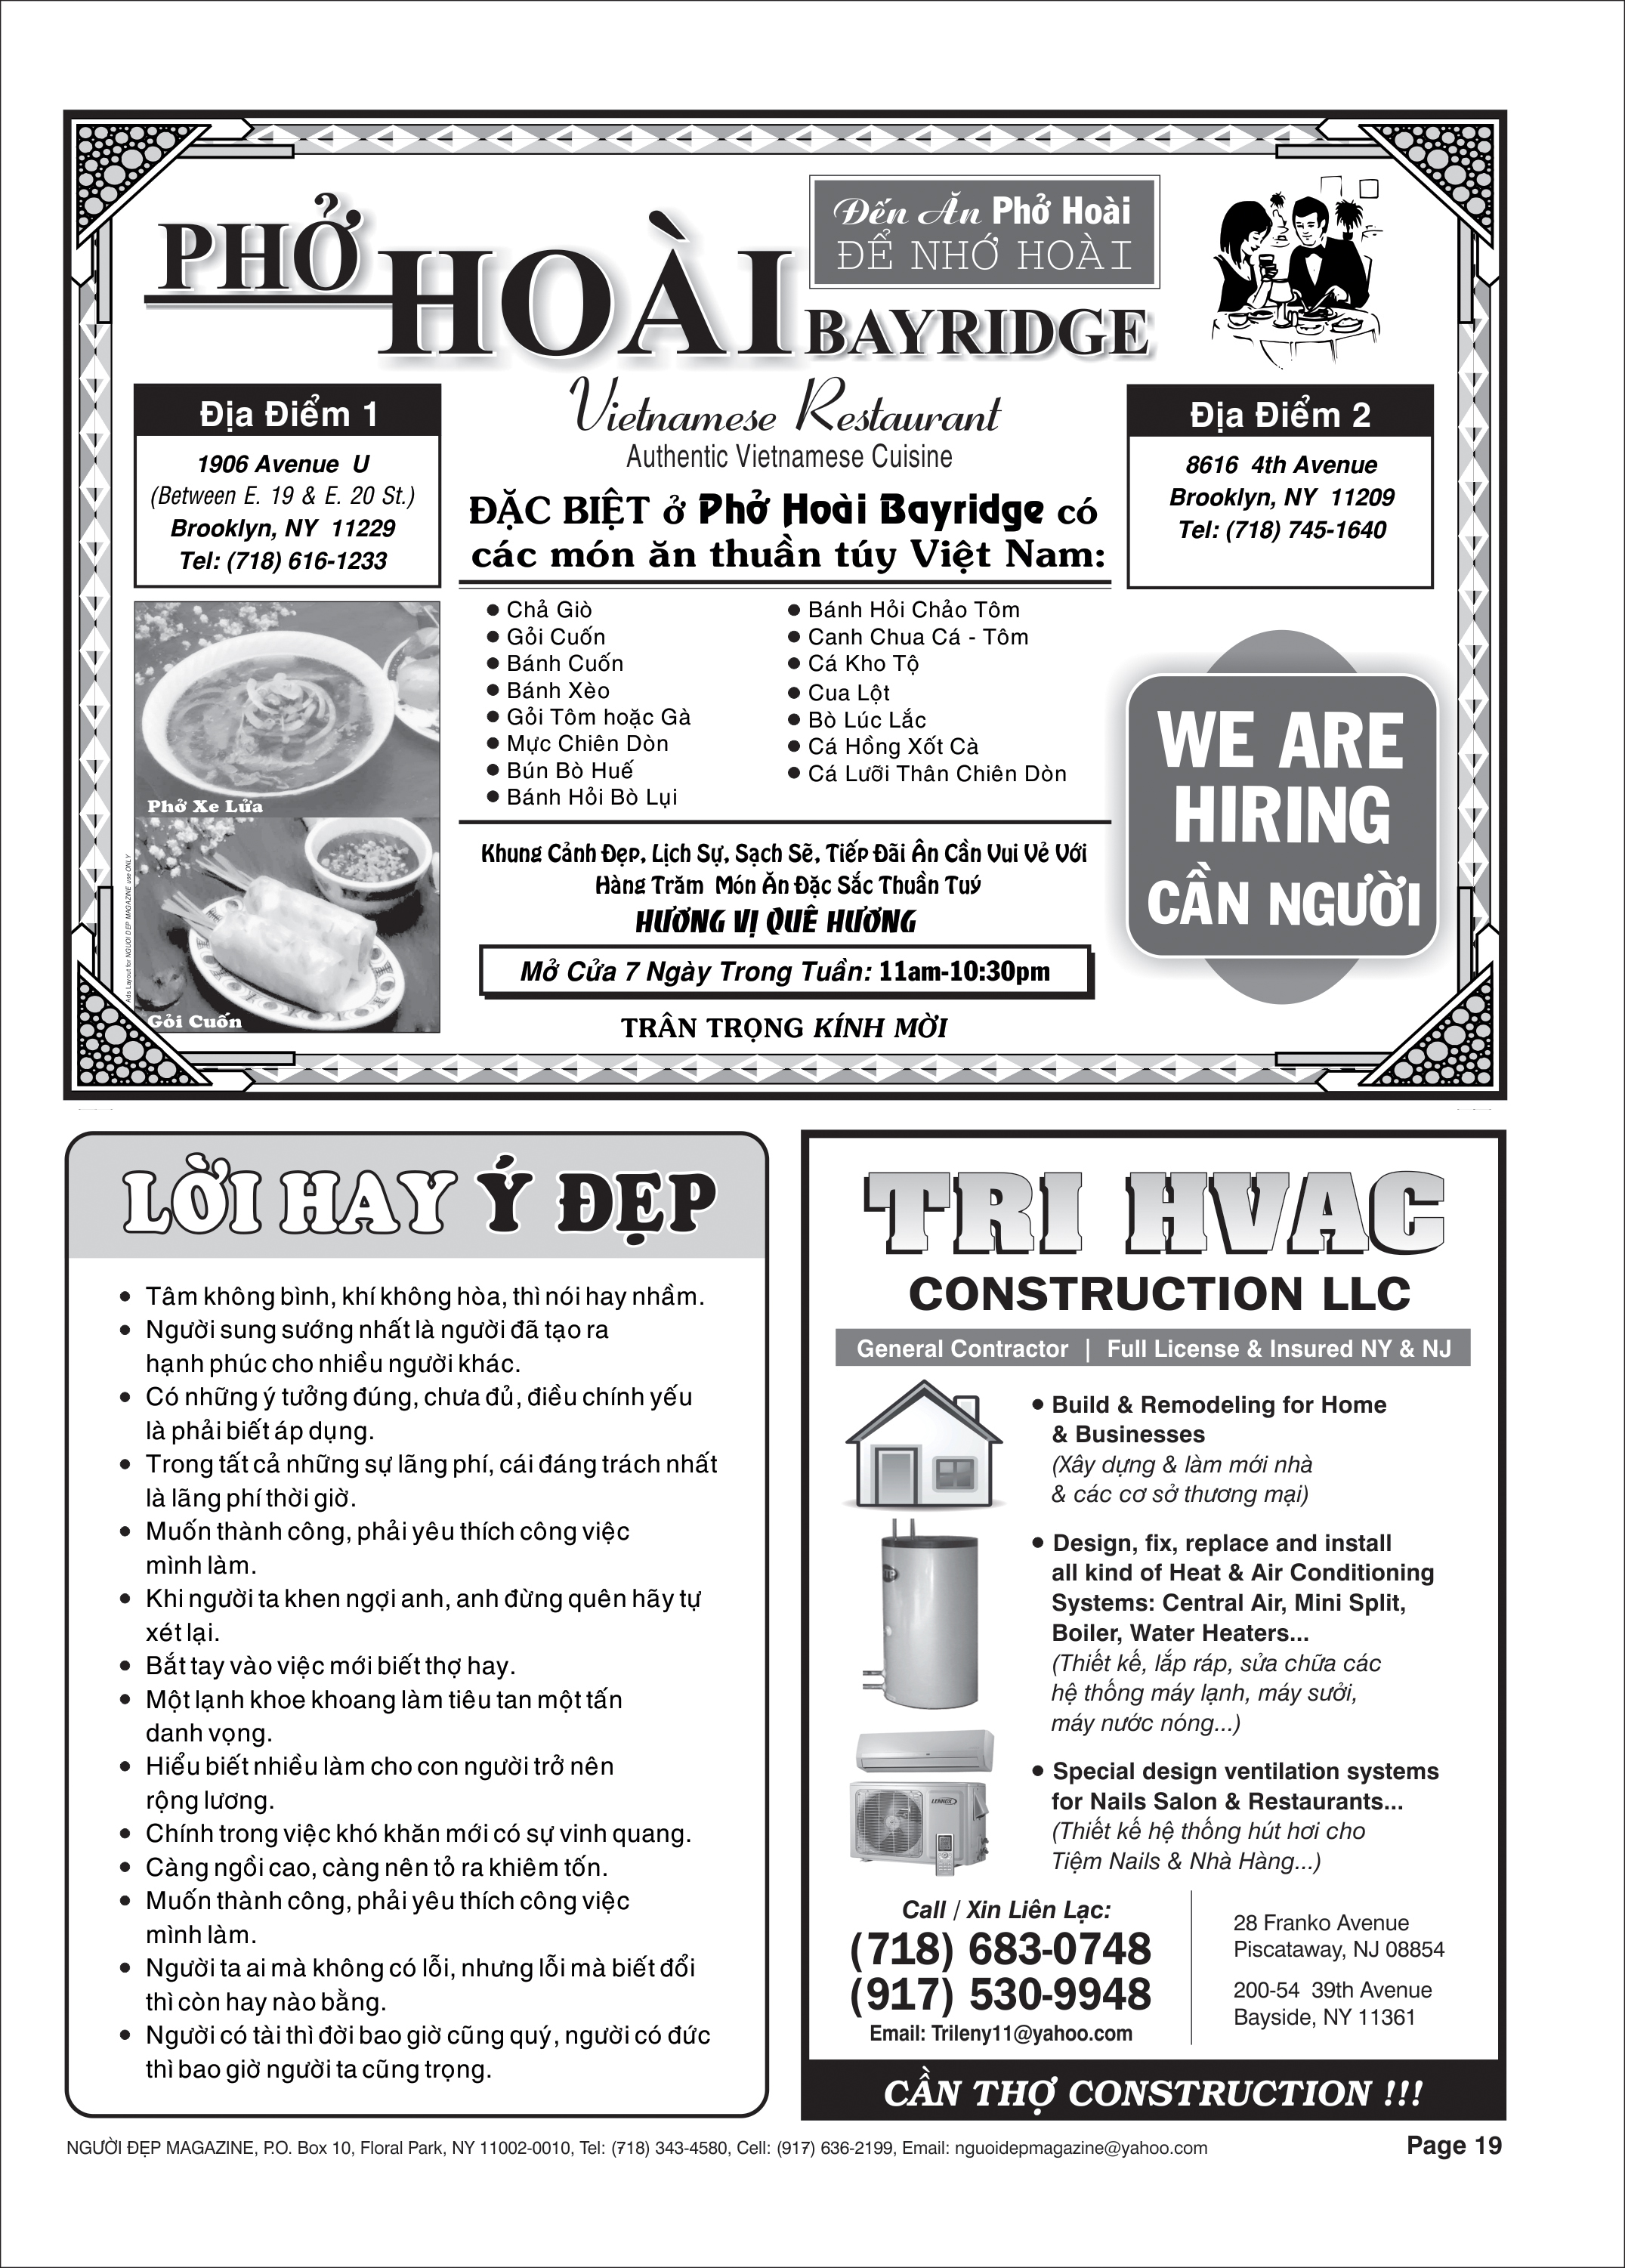 PHỞ HOÀI BAYRIDGE
Đến Ăn Phở Hoài
ĐỂ NHỚ HOÀI
Vietnamese Restaurant
Authentic Vietnamese Cuisine
Địa Điểm 1
1906 Avenue U
(Between E. 19 & E. 20 St.)
Brooklyn, NY 11229
Tel: (718) 616-1233
Địa Điểm 2
8616 4th Avenue
Brooklyn, NY 11209
Tel: (718) 745-1640
ĐẶC BIỆT ở Phở Hoài Bayridge có
các món ăn thuần túy Việt Nam:
● Chả Giò
● Gỏi Cuốn
● Bánh Cuốn
● Bánh Xèo
● Gỏi Tôm hoặc Gà
● Mực Chiên Dòn
● Bún Bò Huế
● Bánh Hỏi Bò Lụi
● Bánh Hỏi Chảo Tôm
● Canh Chua Cá - Tôm
● Cá Kho Tộ
● Cua Lột
● Bò Lúc Lắc
● Cá Hồng Xốt Cà
● Cá Lưỡi Thân Chiên Dòn
Phở Xe Lửa
Gỏi Cuốn
Ads Layout for NGUOI DEP MAGAZINE use ONLY
Khung Cảnh Đẹp, Lịch Sự, Sạch Sẽ, Tiếp Đãi Ân Cần Vui Vẻ Với
Hàng Trăm Món Ăn Đặc Sắc Thuần Tuý
HƯƠNG VỊ QUÊ HƯƠNG
Mở Cửa 7 Ngày Trong Tuần: 11am-10:30pm
TRÂN TRỌNG KÍNH MỜI
WE ARE
HIRING
CẦN NGƯỜI
LỜI HAY Ý ĐẸP
● Tâm không bình, khí không hòa, thì nói hay nhầm.
● Người sung sướng nhất là người đã tạo ra
hạnh phúc cho nhiều người khác.
● Có những ý tưởng đúng, chưa đủ, điều chính yếu
là phải biết áp dụng.
● Trong tất cả những sự lãng phí, cái đáng trách nhất
là lãng phí thời giờ.
● Muốn thành công, phải yêu thích công việc
mình làm.
● Khi người ta khen ngợi anh, anh đừng quên hãy tự
xét lại.
● Bắt tay vào việc mới biết thợ hay.
● Một lạnh khoe khoang làm tiêu tan một tấn
danh vọng.
● Hiểu biết nhiều làm cho con người trở nên
rộng lương.
● Chính trong việc khó khăn mới có sự vinh quang.
● Càng ngồi cao, càng nên tỏ ra khiêm tốn.
● Muốn thành công, phải yêu thích công việc
mình làm.
● Người ta ai mà không có lỗi, nhưng lỗi mà biết đổi
thì còn hay nào bằng.
● Người có tài thì đời bao giờ cũng quý, người có đức
thì bao giờ người ta cũng trọng.
TRI HVAC
CONSTRUCTION LLC
General Contractor | Full License & Insured NY & NJ
● Build & Remodeling for Home
& Businesses
(Xây dựng & làm mới nhà
& các cơ sở thương mại)
● Design, fix, replace and install
all kind of Heat & Air Conditioning
Systems: Central Air, Mini Split,
Boiler, Water Heaters...
(Thiết kế, lắp ráp, sửa chữa các
hệ thống máy lạnh, máy sưởi,
máy nước nóng...)
LENNOX
● Special design ventilation systems
for Nails Salon & Restaurants...
(Thiết kế hệ thống hút hơi cho
Tiệm Nails & Nhà Hàng...)
Call / Xin Liên Lạc:
(718) 683-0748
(917) 530-9948
Email: Trileny11@yahoo.com
28 Franko Avenue
Piscataway, NJ 08854
200-54 39th Avenue
Bayside, NY 11361
CẦN THỢ CONSTRUCTION !!!
NGƯỜI ĐẸP MAGAZINE, P.O. Box 10, Floral Park, NY 11002-0010, Tel: (718) 343-4580, Cell: (917) 636-2199, Email: nguoidepmagazine@yahoo.com
Page 19